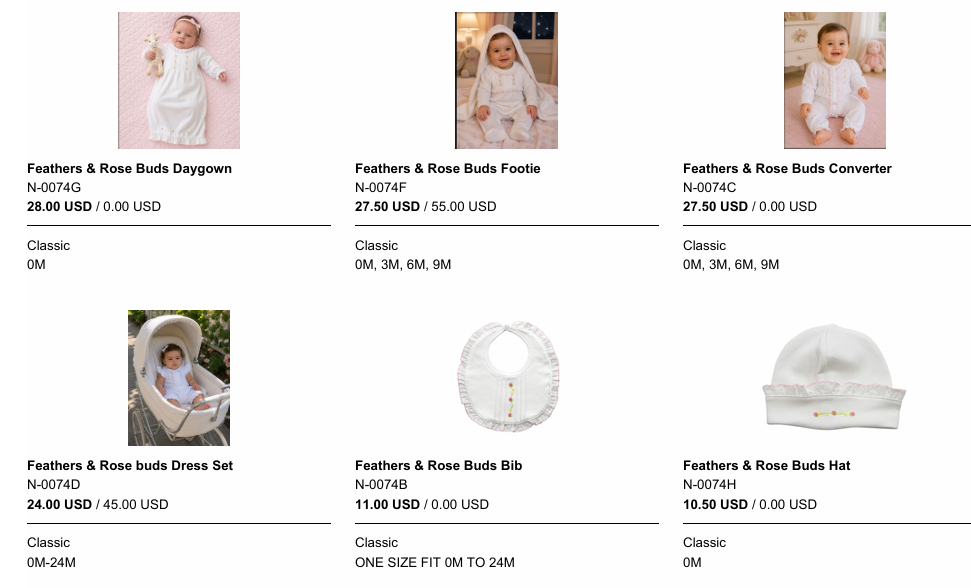 Feathers & Rose Buds Daygown
N-0074G
28.00 USD / 0.00 USD
Classic
0M
Feathers & Rose Buds Footie
N-0074F
27.50 USD / 55.00 USD
Classic
0M, 3M, 6M, 9M
Feathers & Rose Buds Converter
N-0074C
27.50 USD / 0.00 USD
Classic
0M, 3M, 6M, 9M
Feathers & Rose buds Dress Set
N-0074D
24.00 USD / 45.00 USD
Classic
0M-24M
Feathers & Rose Buds Bib
N-0074B
11.00 USD / 0.00 USD
Classic
ONE SIZE FIT 0M TO 24M
Feathers & Rose Buds Hat
N-0074H
10.50 USD / 0.00 USD
Classic
0M